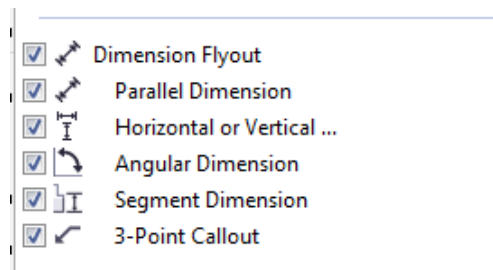 Dimension Flyout
Parallel Dimension
Horizontal or Vertical ...
Angular Dimension
Segment Dimension
3-Point Callout